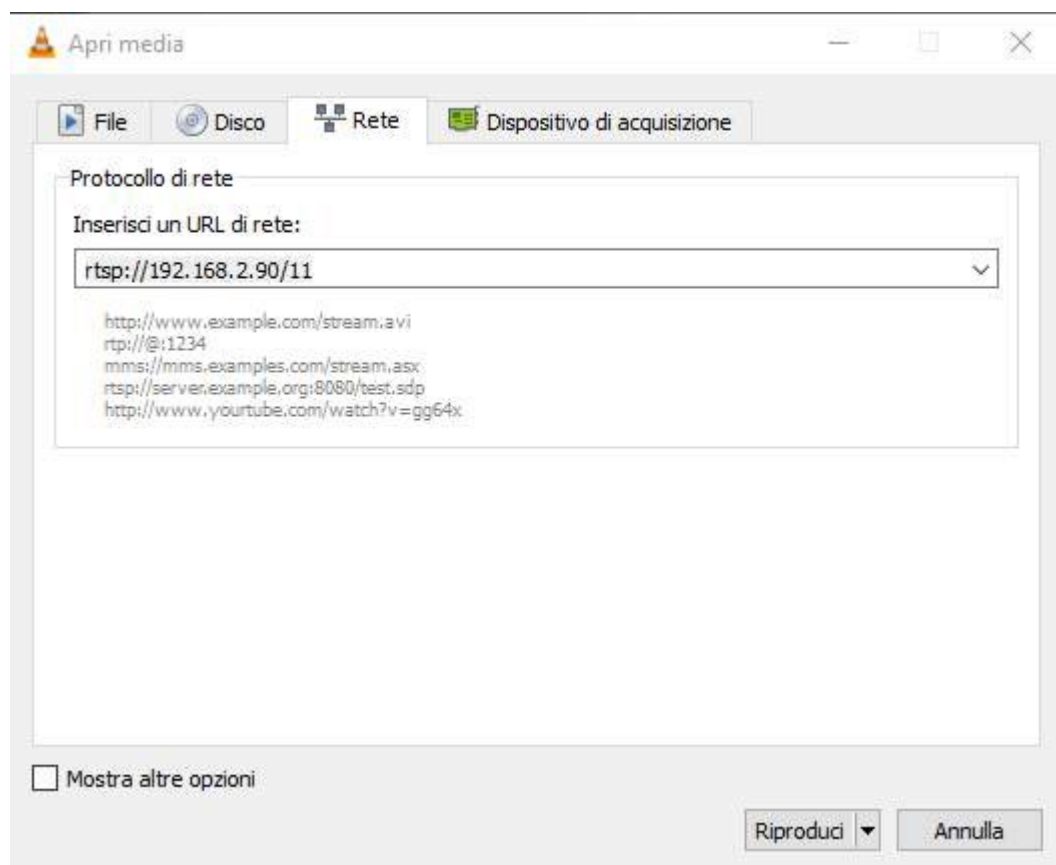 Apri media
File
Disco
Rete
Dispositivo di acquisizione
Protocollo di rete
Inserisci un URL di rete:
rtsp://192.168.2.90/11
http://www.example.com/stream.avi
rtp://@:1234
mms://mms.examples.com/stream.asx
rtsp://server.example.org:8080/test.sdp
http://www.yourtube.com/watch?v=gg64x
Mostra altre opzioni
Riproduci
Annulla